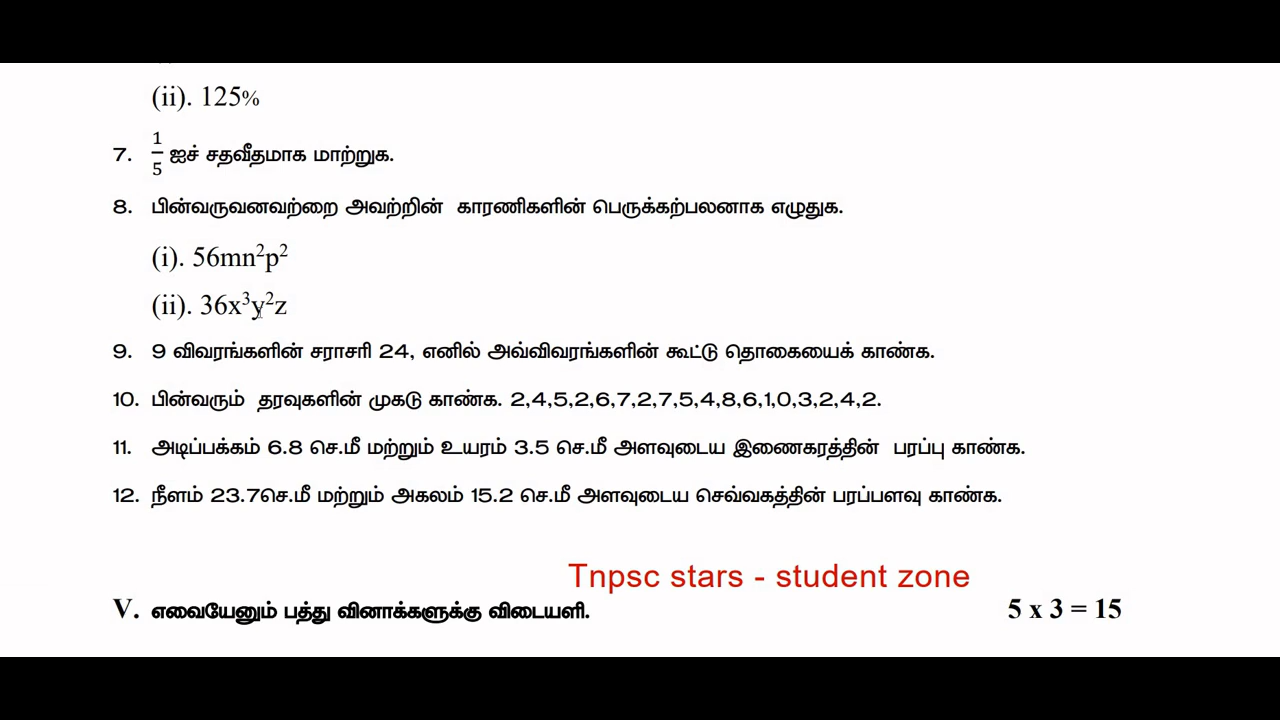 (ii). 125%
7. 1/5 ஐச் சதவீதமாக மாற்றுக.
8. பின்வருவனவற்றை அவற்றின் காரணிகளின் பெருக்கற்பலனாக எழுதுக.
(i). 56mn²p²
(ii). 36x³y²z
9. 9 விவரங்களின் சராசரி 24, எனில் அவ்விவரங்களின் கூட்டு தொகையைக் காண்க.
10. பின்வரும் தரவுகளின் முகடு காண்க. 2,4,5,2,6,7,2,7,5,4,8,6,1,0,3,2,4,2.
11. அடிப்பக்கம் 6.8 செ.மீ மற்றும் உயரம் 3.5 செ.மீ அளவுடைய இணைகரத்தின் பரப்பு காண்க.
12. நீளம் 23.7செ.மீ மற்றும் அகலம் 15.2 செ.மீ அளவுடைய செவ்வகத்தின் பரப்பளவு காண்க.
Tnpsc stars - student zone
V. எவையேனும் பத்து வினாக்களுக்கு விடையளி. 5 x 3 = 15